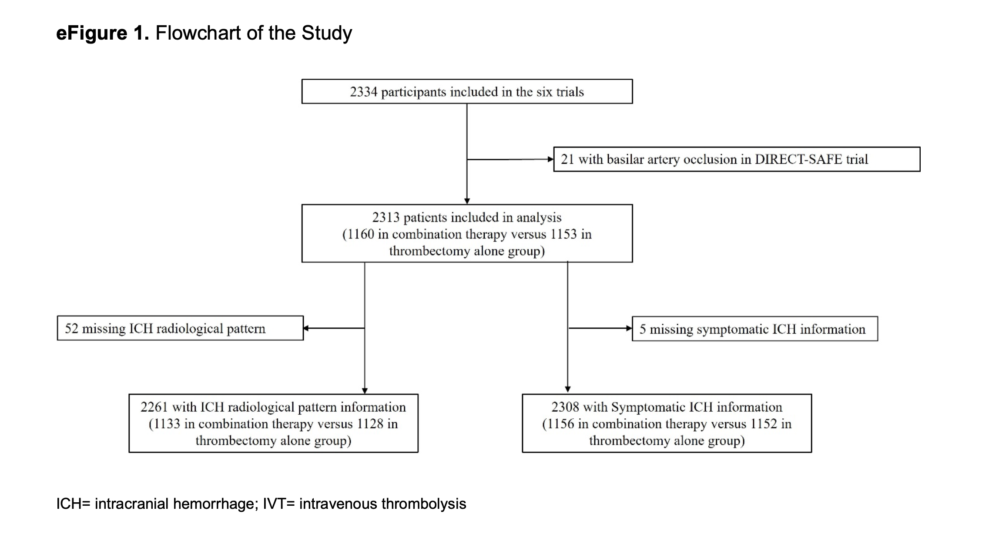 eFigure 1. Flowchart of the Study
2334 participants included in the six trials
21 with basilar artery occlusion in DIRECT-SAFE trial
2313 patients included in analysis
(1160 in combination therapy versus 1153 in
thrombectomy alone group)
52 missing ICH radiological pattern
5 missing symptomatic ICH information
2261 with ICH radiological pattern information
(1133 in combination therapy versus 1128 in
thrombectomy alone group)
2308 with Symptomatic ICH information
(1156 in combination therapy versus 1152 in
thrombectomy alone group)
ICH= intracranial hemorrhage; IVT= intravenous thrombolysis